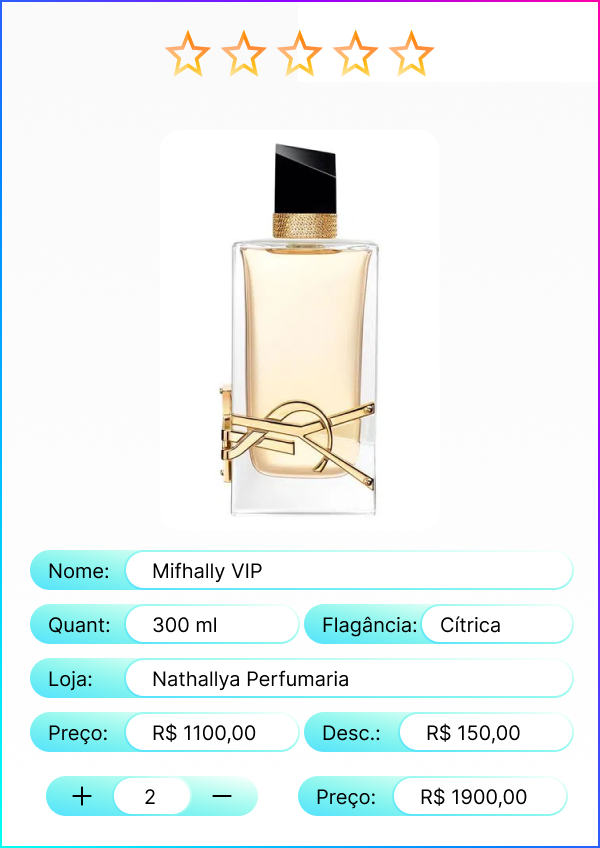 Nome: Mifhally VIP
Quant: 300 ml Flagância: Cítrica
Loja: Nathallya Perfumaria
Preço: R$ 1100,00 Desc.: R$ 150,00
+ 2 − Preço: R$ 1900,00